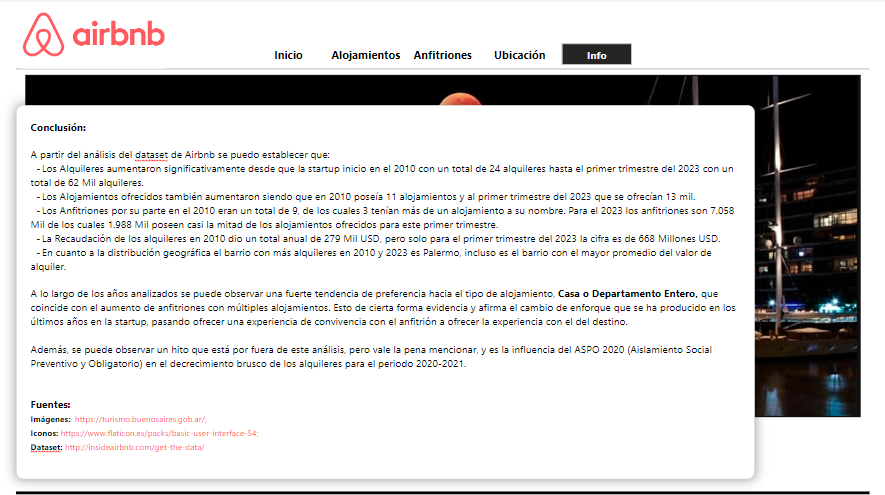 airbnb
Inicio Alojamientos Anfitriones Ubicación Info
Conclusión:
A partir del análisis del dataset de Airbnb se puedo establecer que:
- Los Alquileres aumentaron significativamente desde que la startup inicio en el 2010 con un total de 24 alquileres hasta el primer trimestre del 2023 con un
total de 62 Mil alquileres.
- Los Alojamientos ofrecidos también aumentaron siendo que en 2010 poseía 11 alojamientos y al primer trimestre del 2023 que se ofrecían 13 mil.
- Los Anfitriones por su parte en el 2010 eran un total de 9, de los cuales 3 tenían más de un alojamiento a su nombre. Para el 2023 los anfitriones son 7.058
Mil de los cuales 1.988 Mil poseen casi la mitad de los alojamientos ofrecidos para este primer trimestre.
- La Recaudación de los alquileres en 2010 dio un total anual de 279 Mil USD, pero solo para el primer trimestre del 2023 la cifra es de 668 Millones USD.
- En cuanto a la distribución geográfica el barrio con más alquileres en 2010 y 2023 es Palermo, incluso es el barrio con el mayor promedio del valor de
alquiler.
A lo largo de los años analizados se puede observar una fuerte tendencia de preferencia hacia el tipo de alojamiento, Casa o Departamento Entero, que
coincide con el aumento de anfitriones con múltiples alojamientos. Esto de cierta forma evidencia y afirma el cambio de enforque que se ha producido en los
últimos años en la startup, pasando ofrecer una experiencia de convivencia con el anfitrión a ofrecer la experiencia con el del destino.
Además, se puede observar un hito que está por fuera de este análisis, pero vale la pena mencionar, y es la influencia del ASPO 2020 (Aislamiento Social
Preventivo y Obligatorio) en el decrecimiento brusco de los alquileres para el periodo 2020-2021.
Fuentes:
Imágenes: https://turismo.buenosaires.gob.ar/;
Iconos: https://www.flaticon.es/packs/basic-user-interface-54;
Dataset: http://insideairbnb.com/get-the-data/